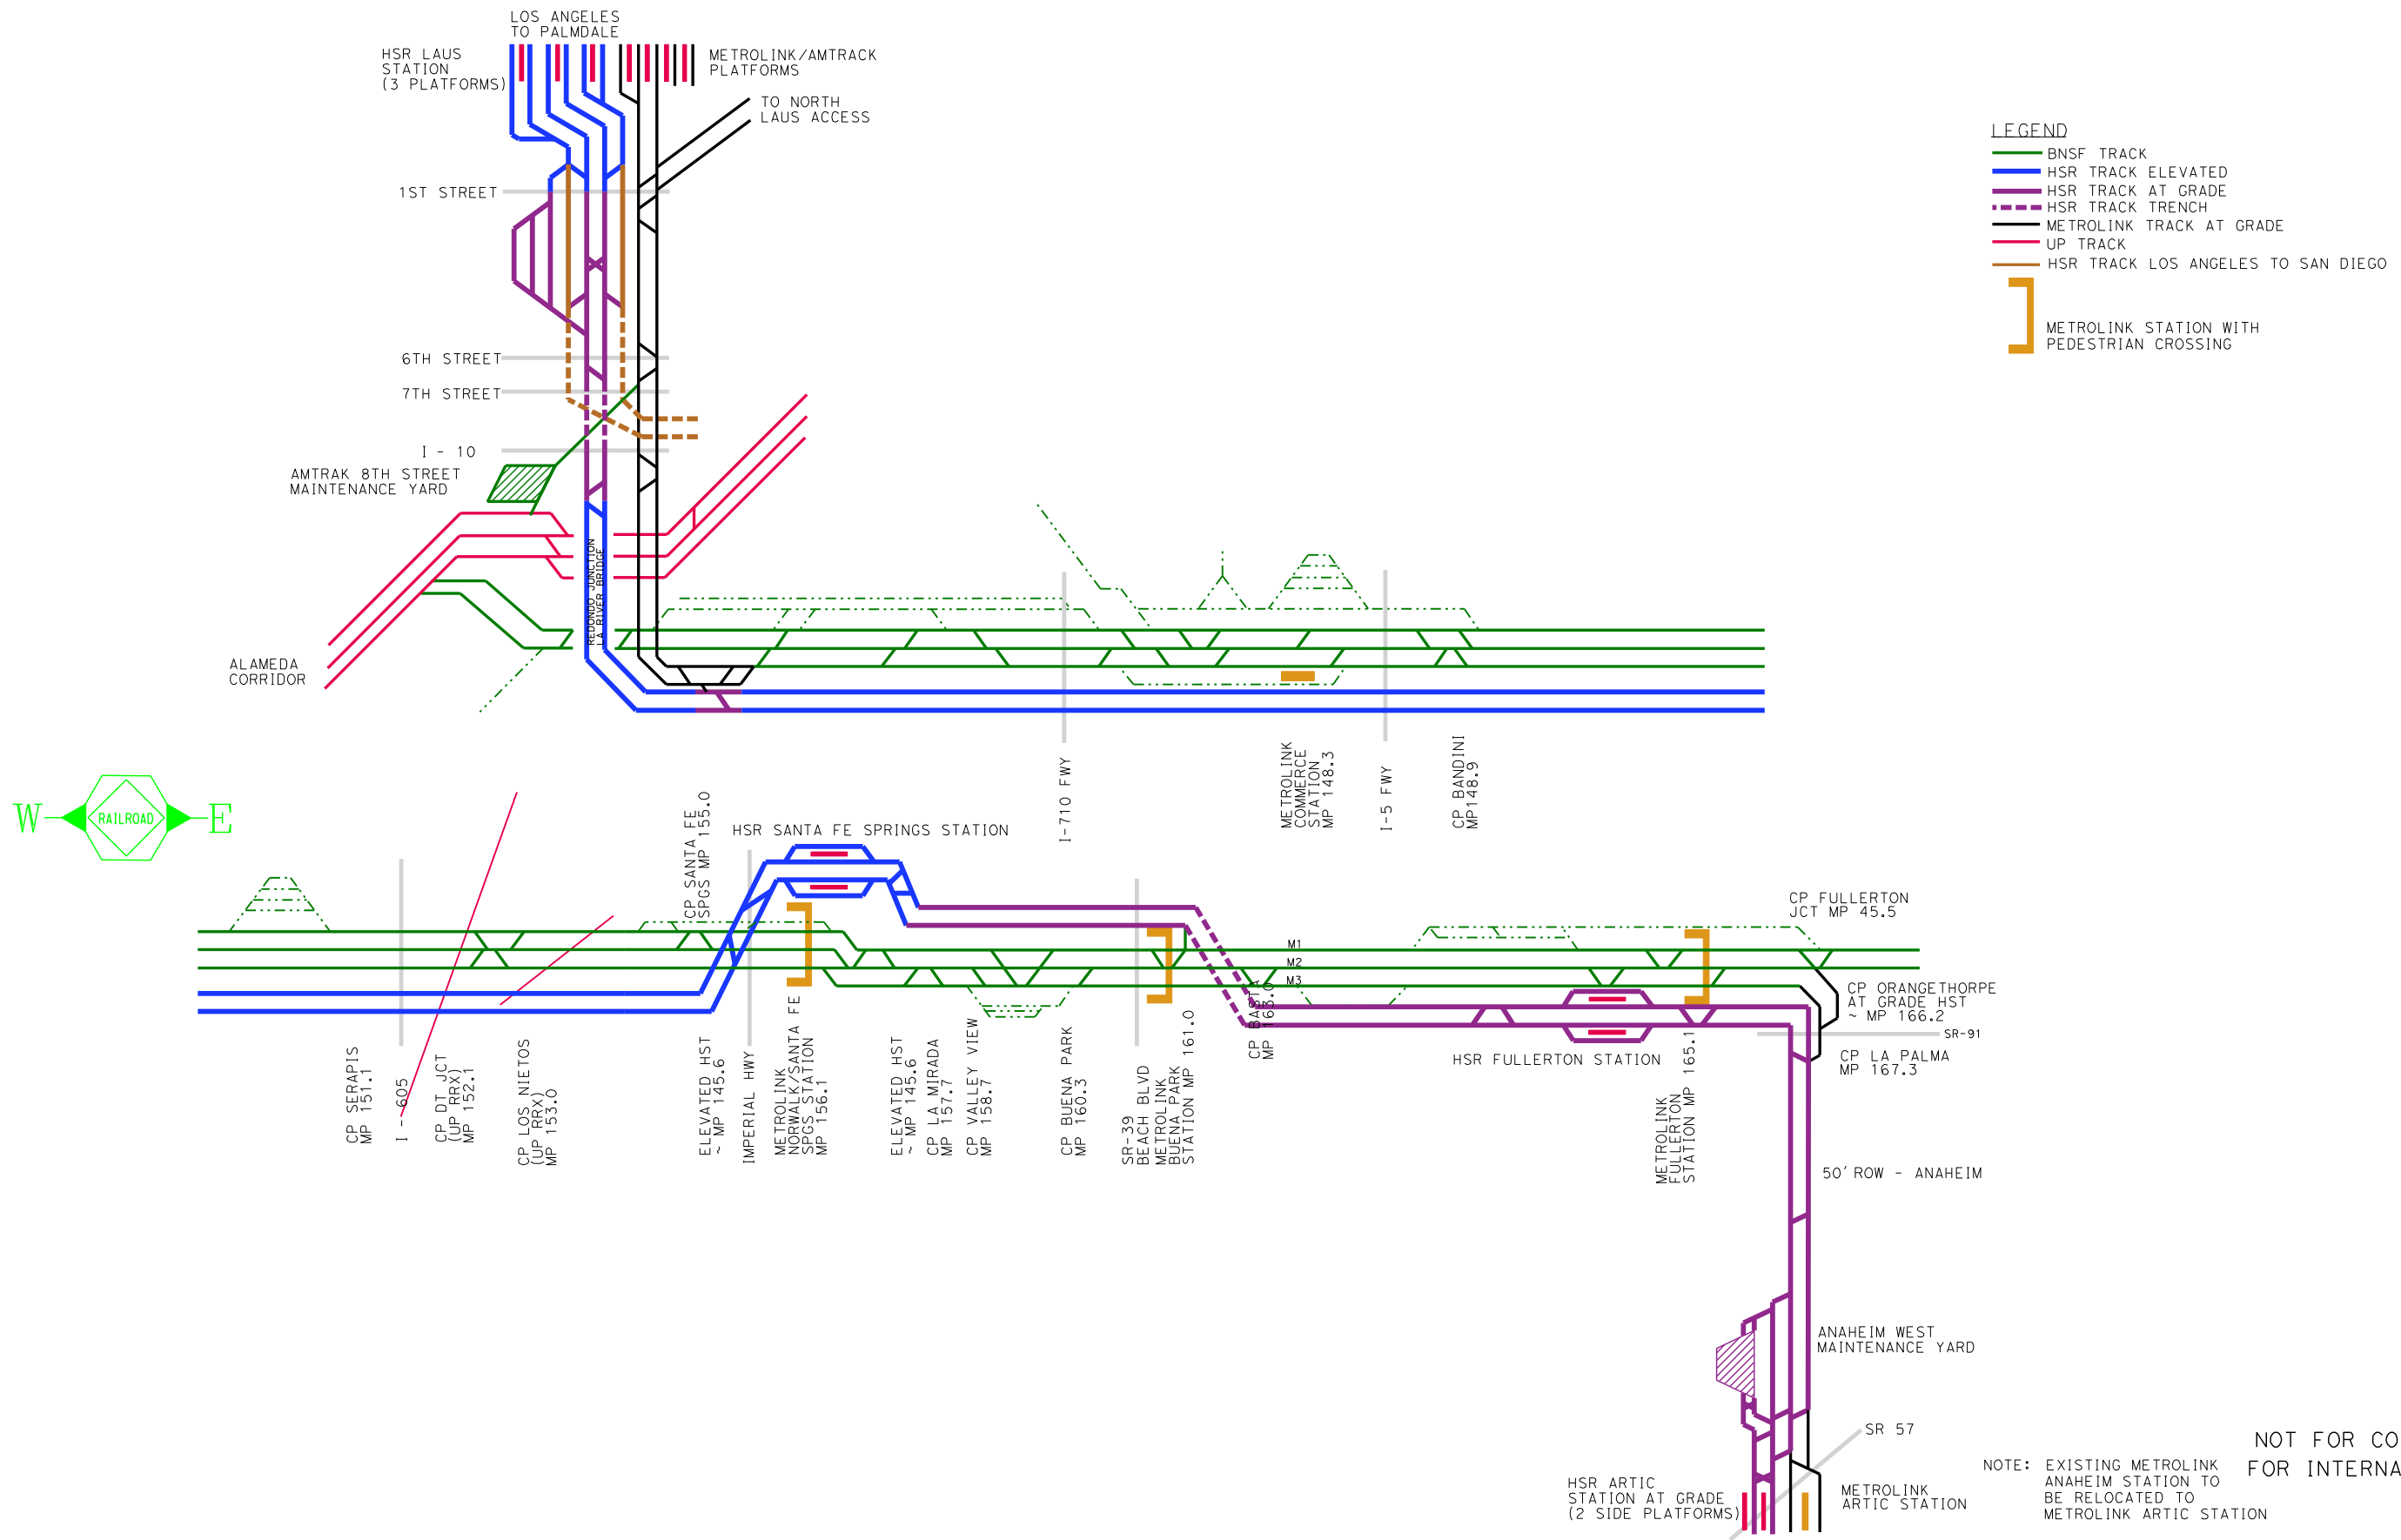 LOS ANGELES
TO PALMDALE
HSR LAUS
STATION
(3 PLATFORMS)
METROLINK/AMTRACK
PLATFORMS
TO NORTH
LAUS ACCESS
1ST STREET
6TH STREET
7TH STREET
I - 10
AMTRAK 8TH STREET
MAINTENANCE YARD
REDONDO JUNCTION
LA RIVER BRIDGE
ALAMEDA
CORRIDOR
LEGEND
BNSF TRACK
HSR TRACK ELEVATED
HSR TRACK AT GRADE
HSR TRACK TRENCH
METROLINK TRACK AT GRADE
UP TRACK
HSR TRACK LOS ANGELES TO SAN DIEGO
METROLINK STATION WITH
PEDESTRIAN CROSSING
I-710 FWY
METROLINK
COMMERCE
STATION
MP 148.3
I-5 FWY
CP BANDINI
MP148.9
W
RAILROAD
E
CP SANTA FE
SPGS MP 155.0
HSR SANTA FE SPRINGS STATION
CP SERAPIS
MP 151.1
I - 605
CP DT JCT
(UP RRX)
MP 152.1
CP LOS NIETOS
(UP RRX)
MP 153.0
ELEVATED HST
~ MP 145.6
IMPERIAL HWY
METROLINK
NORWALK/SANTA FE
SPGS STATION
MP 156.1
ELEVATED HST
~ MP 145.6
CP LA MIRADA
MP 157.7
CP VALLEY VIEW
MP 158.7
CP BUENA PARK
MP 160.3
SR-39
BEACH BLVD
METROLINK
BUENA PARK
STATION MP 161.0
CP BASTA
MP 163.0
M1
M2
M3
HSR FULLERTON STATION
METROLINK
FULLERTON
STATION MP 165.1
CP FULLERTON
JCT MP 45.5
CP ORANGETHORPE
AT GRADE HST
~ MP 166.2
SR-91
CP LA PALMA
MP 167.3
50' ROW - ANAHEIM
ANAHEIM WEST
MAINTENANCE YARD
SR 57
HSR ARTIC
STATION AT GRADE
(2 SIDE PLATFORMS)
METROLINK
ARTIC STATION
NOT FOR CO
FOR INTERNA
NOTE: EXISTING METROLINK
ANAHEIM STATION TO
BE RELOCATED TO
METROLINK ARTIC STATION